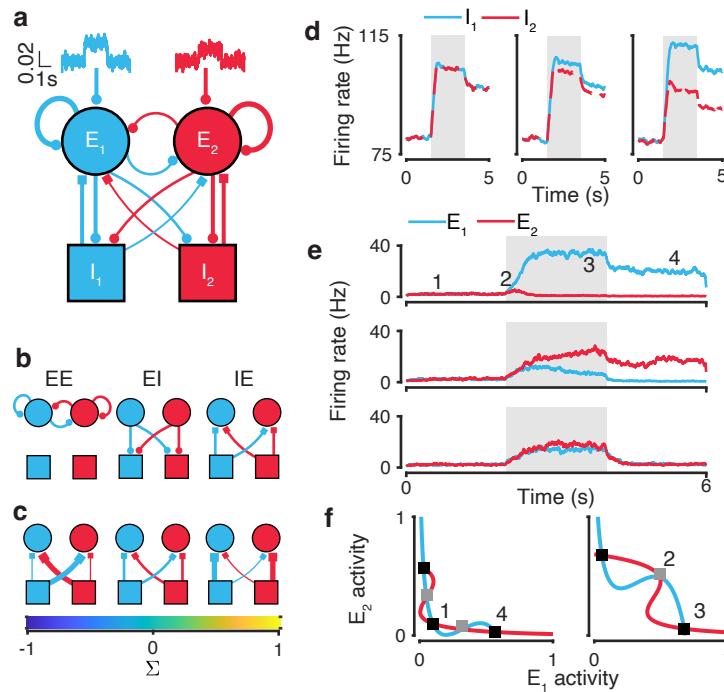 a
0.02
1s
E1
E2
I1
I2
b
EE EI IE
c
-1 0 1
Σ
d
I1 I2
Firing rate (Hz)
115
75
0 5 0 5 0 5
Time (s)
e
E1 E2
Firing rate (Hz)
40
0
1 2 3 4
40
0
40
0
0 6
Time (s)
f
E2 activity
1
0
1 4
2
3
0 1 0 1
E1 activity